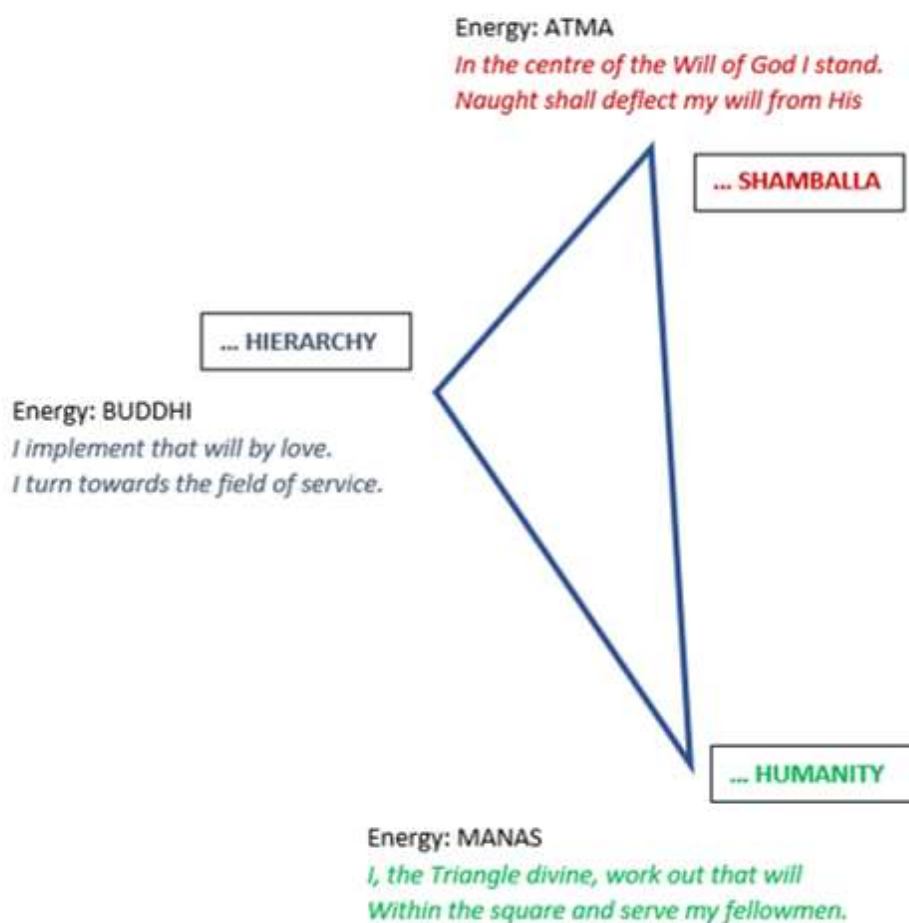 Energy: ATMA
In the centre of the Will of God I stand.
Naught shall deflect my will from His
... SHAMBALLA
... HIERARCHY
Energy: BUDDHI
I implement that will by love.
I turn towards the field of service.
... HUMANITY
Energy: MANAS
I, the Triangle divine, work out that will
Within the square and serve my fellowmen.